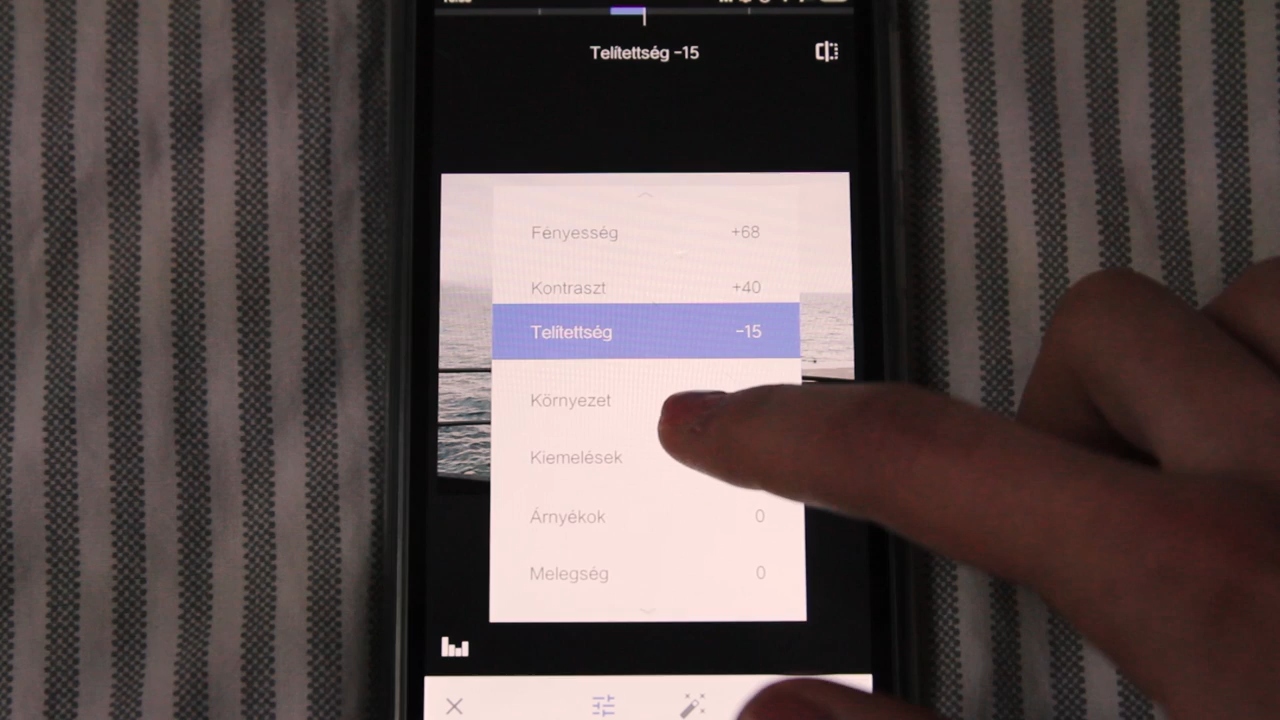 Telítettség -15
Fényesség +68
Kontraszt +40
Telítettség -15
Környezet
Kiemelések
Árnyékok 0
Melegség 0